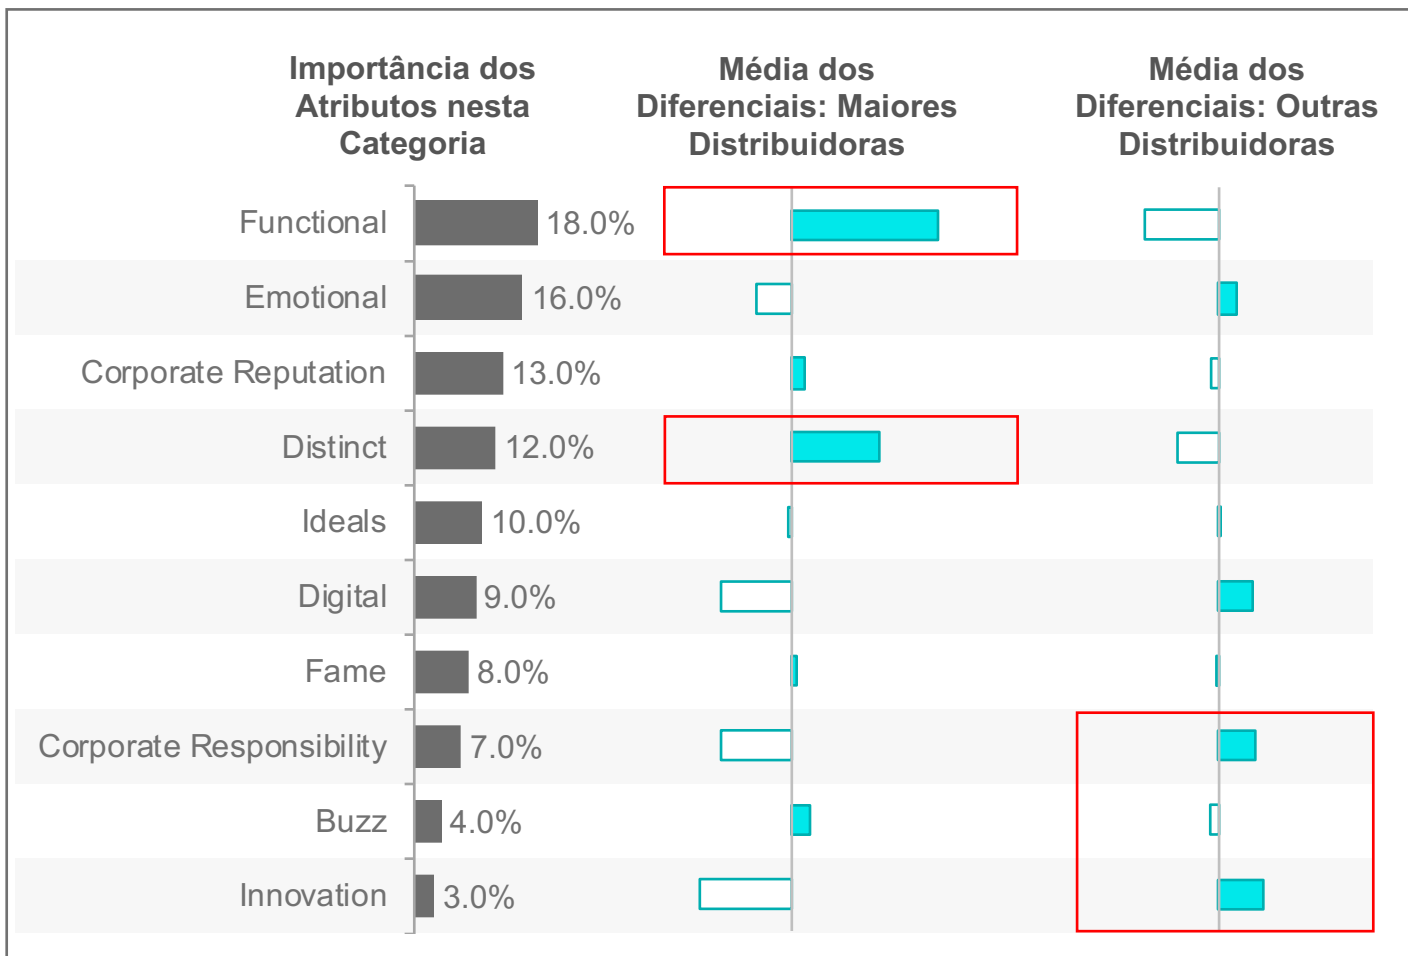 Importância dos
Atributos nesta
Categoria
Média dos
Diferenciais: Maiores
Distribuidoras
Média dos
Diferenciais: Outras
Distribuidoras
Functional 18.0%
Emotional 16.0%
Corporate Reputation 13.0%
Distinct 12.0%
Ideals 10.0%
Digital 9.0%
Fame 8.0%
Corporate Responsibility 7.0%
Buzz 4.0%
Innovation 3.0%